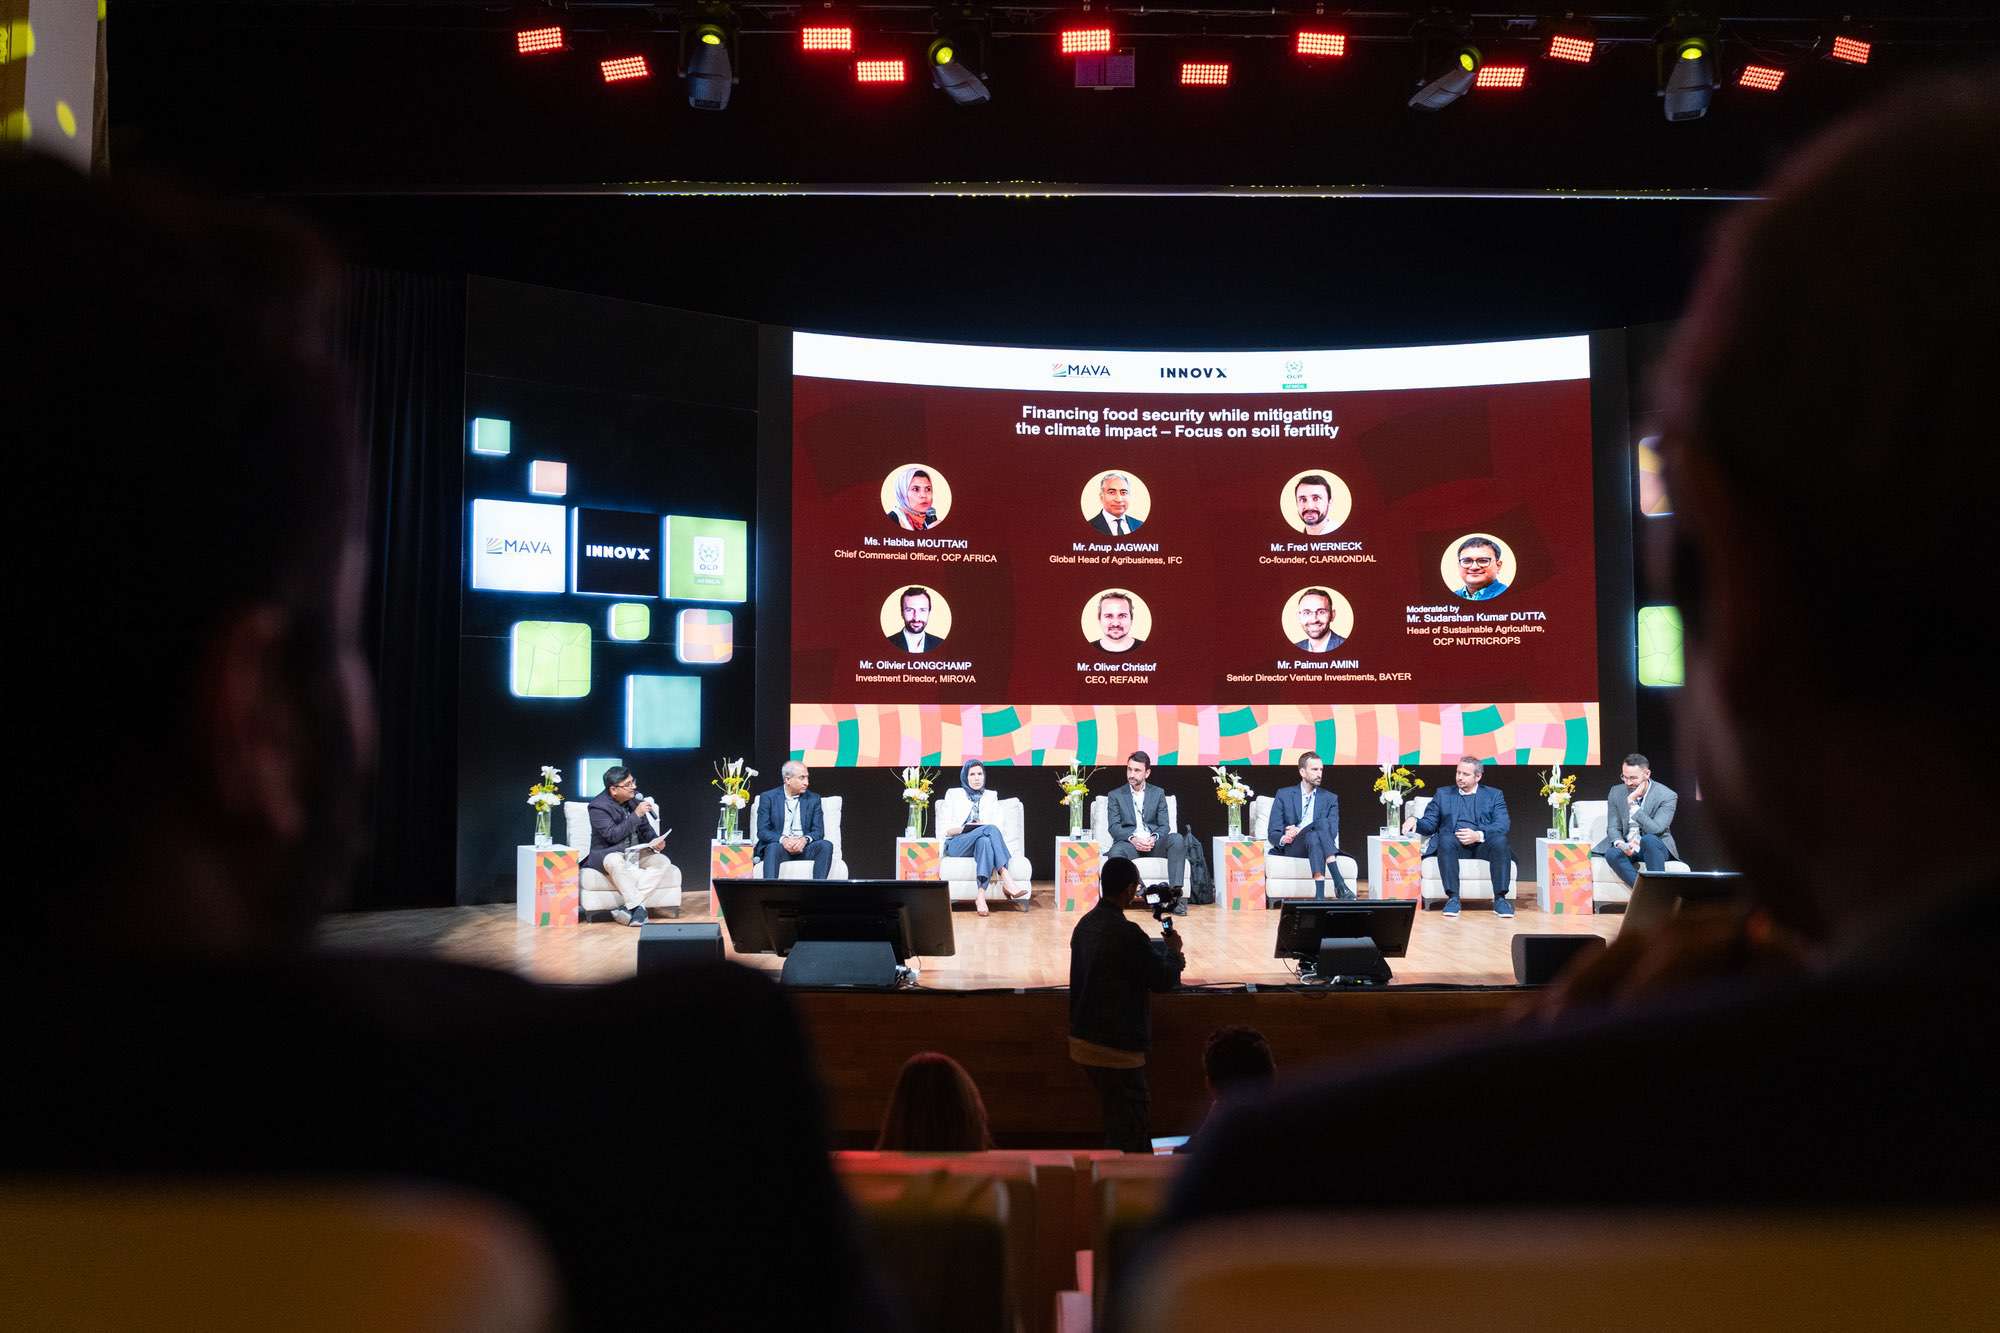 MAVA
INNOVX
OCP
AFRICA
Financing food security while mitigating
the climate impact – Focus on soil fertility
Ms. Habiba MOUTTAKI
Chief Commercial Officer, OCP AFRICA
Mr. Anup JAGWANI
Global Head of Agribusiness, IFC
Mr. Fred WERNECK
Co-founder, CLARMONDIAL
Moderated by
Mr. Sudarshan Kumar DUTTA
Head of Sustainable Agriculture,
OCP NUTRICROPS
Mr. Olivier LONGCHAMP
Investment Director, MIROVA
Mr. Oliver Christof
CEO, REFARM
Mr. Paimun AMINI
Senior Director Venture Investments, BAYER
MAVA
INNOVX
OCP
AFRICA